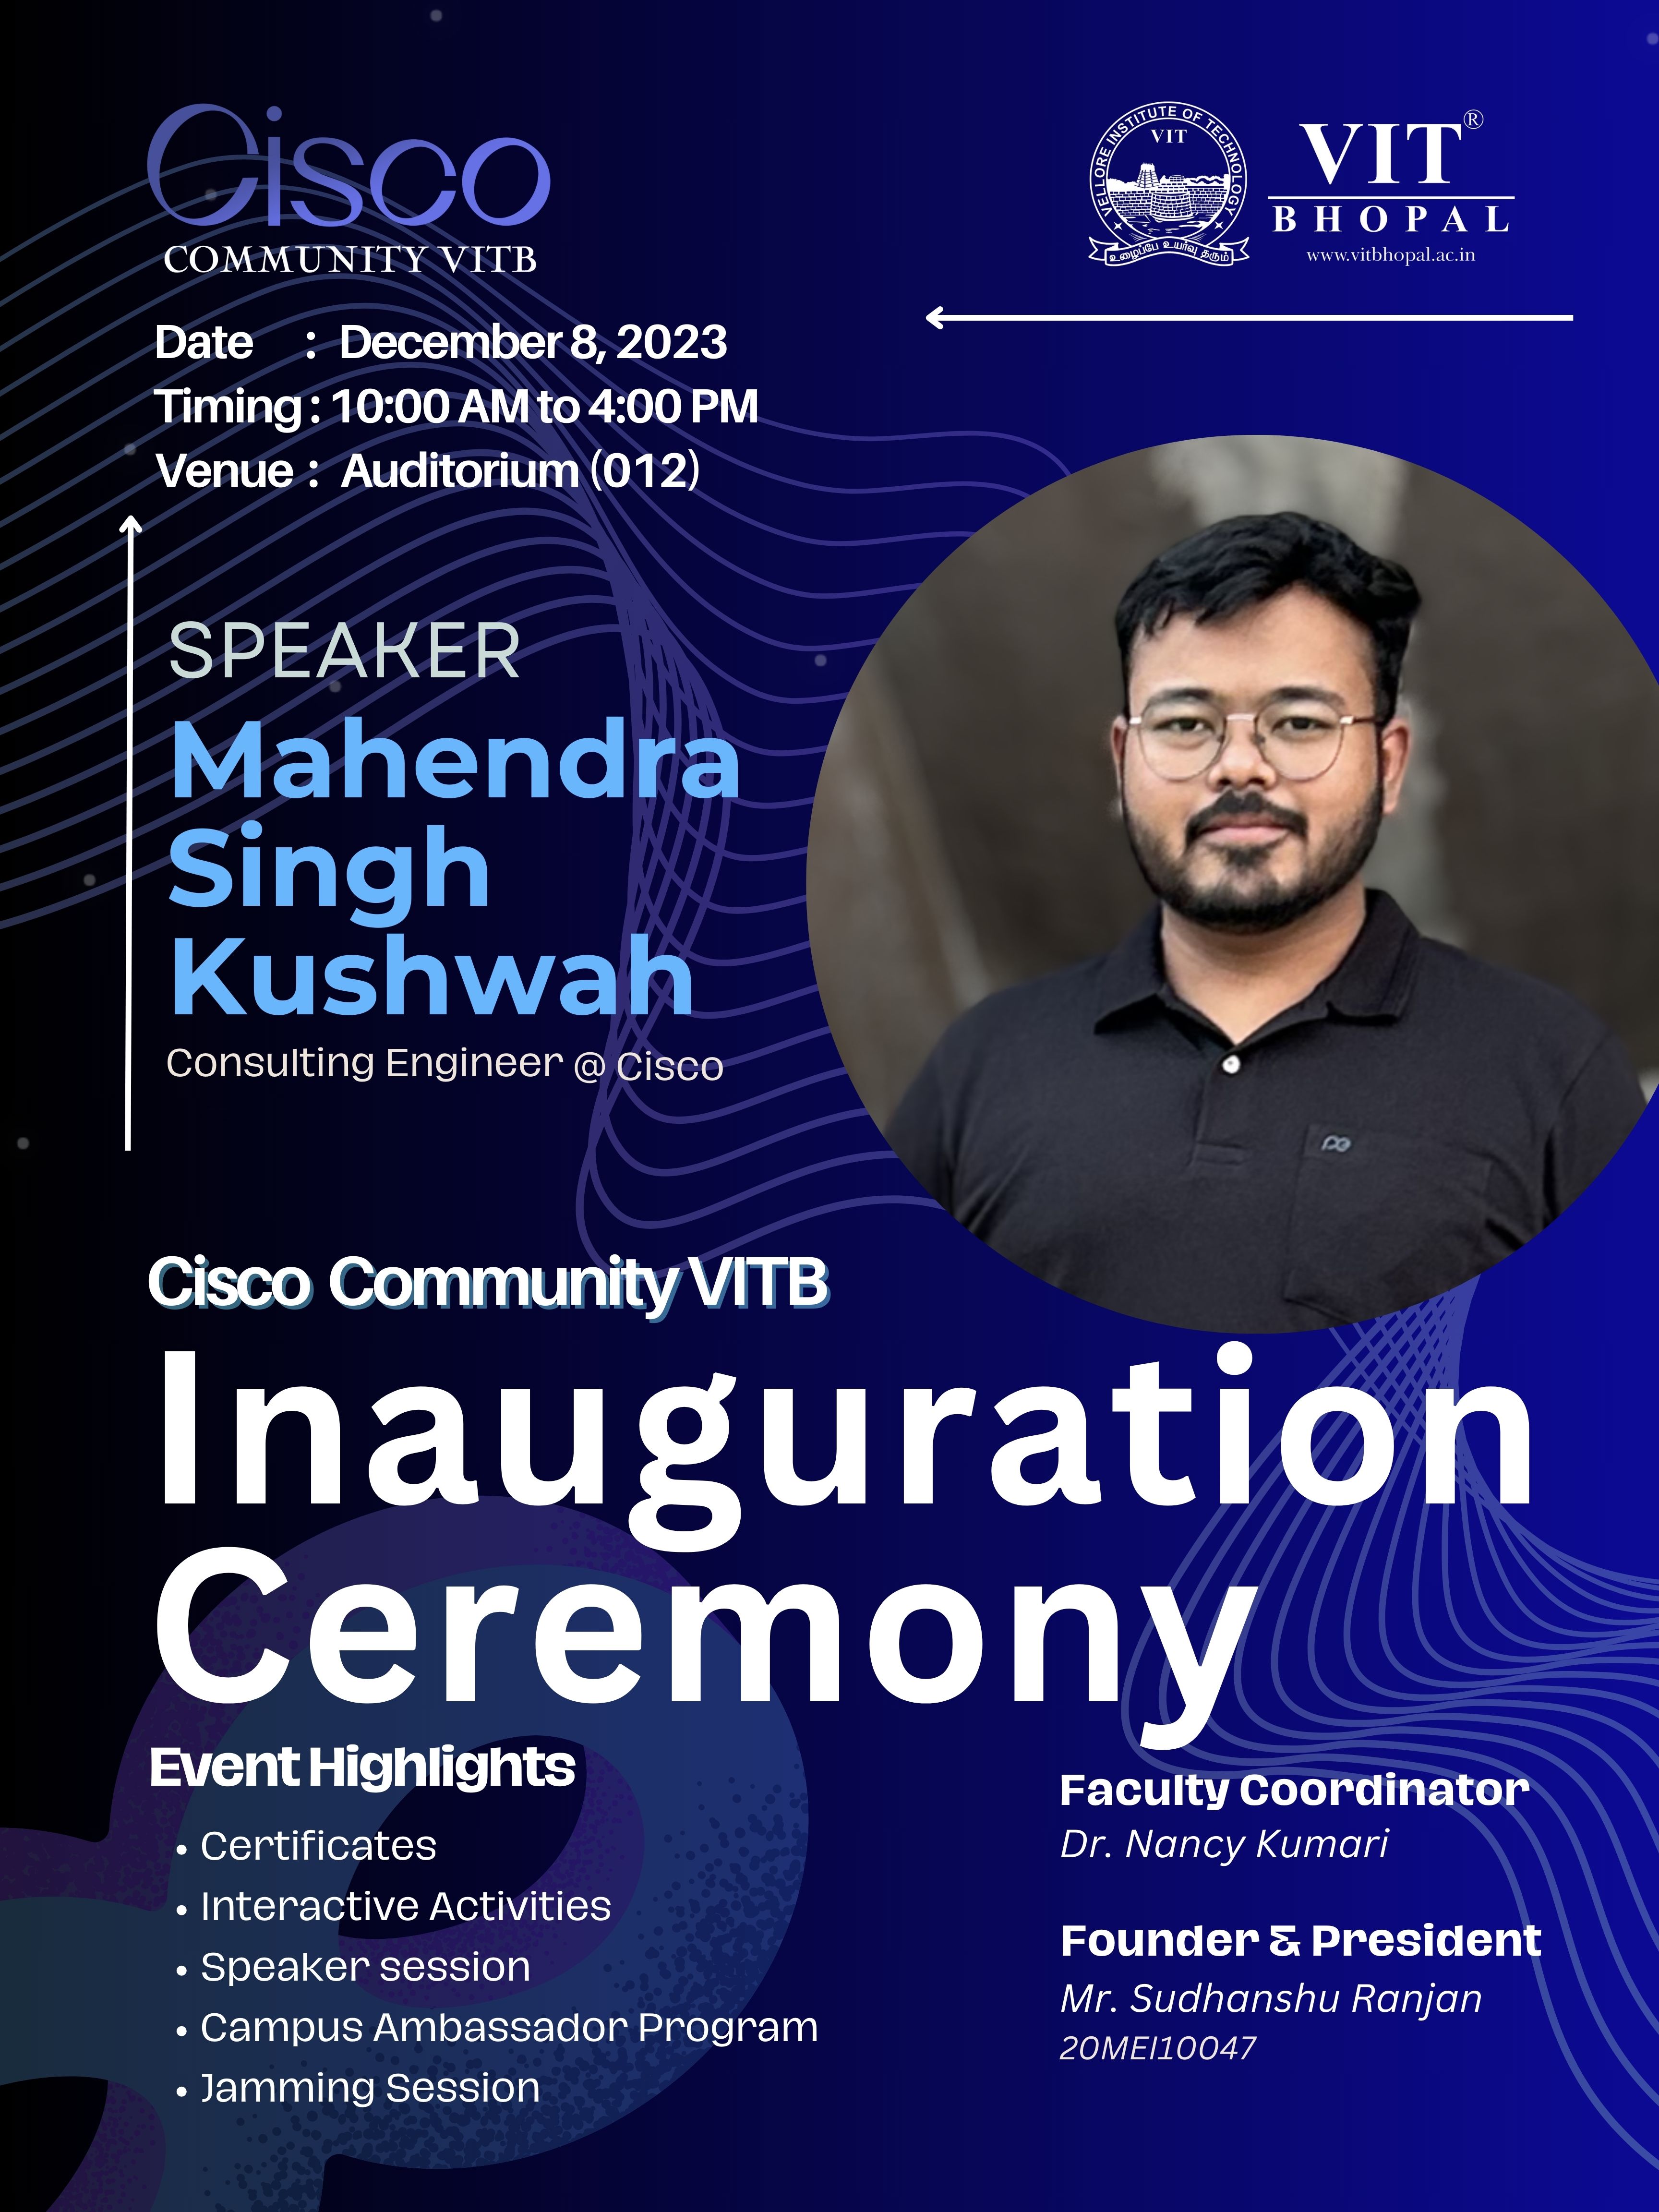 Cisco
COMMUNITY VITB
VELLORE INSTITUTE OF TECHNOLOGY
VIT
உழைப்பே உயர்வு தரும்
VIT®
BHOPAL
www.vitbhopal.ac.in
Date : December 8, 2023
Timing : 10:00 AM to 4:00 PM
Venue : Auditorium (012)
SPEAKER
Mahendra
Singh
Kushwah
Consulting Engineer @ Cisco
Cisco Community VITB
Inauguration
Ceremony
Event Highlights
• Certificates
• Interactive Activities
• Speaker session
• Campus Ambassador Program
• Jamming Session
Faculty Coordinator
Dr. Nancy Kumari
Founder & President
Mr. Sudhanshu Ranjan
20MEI10047